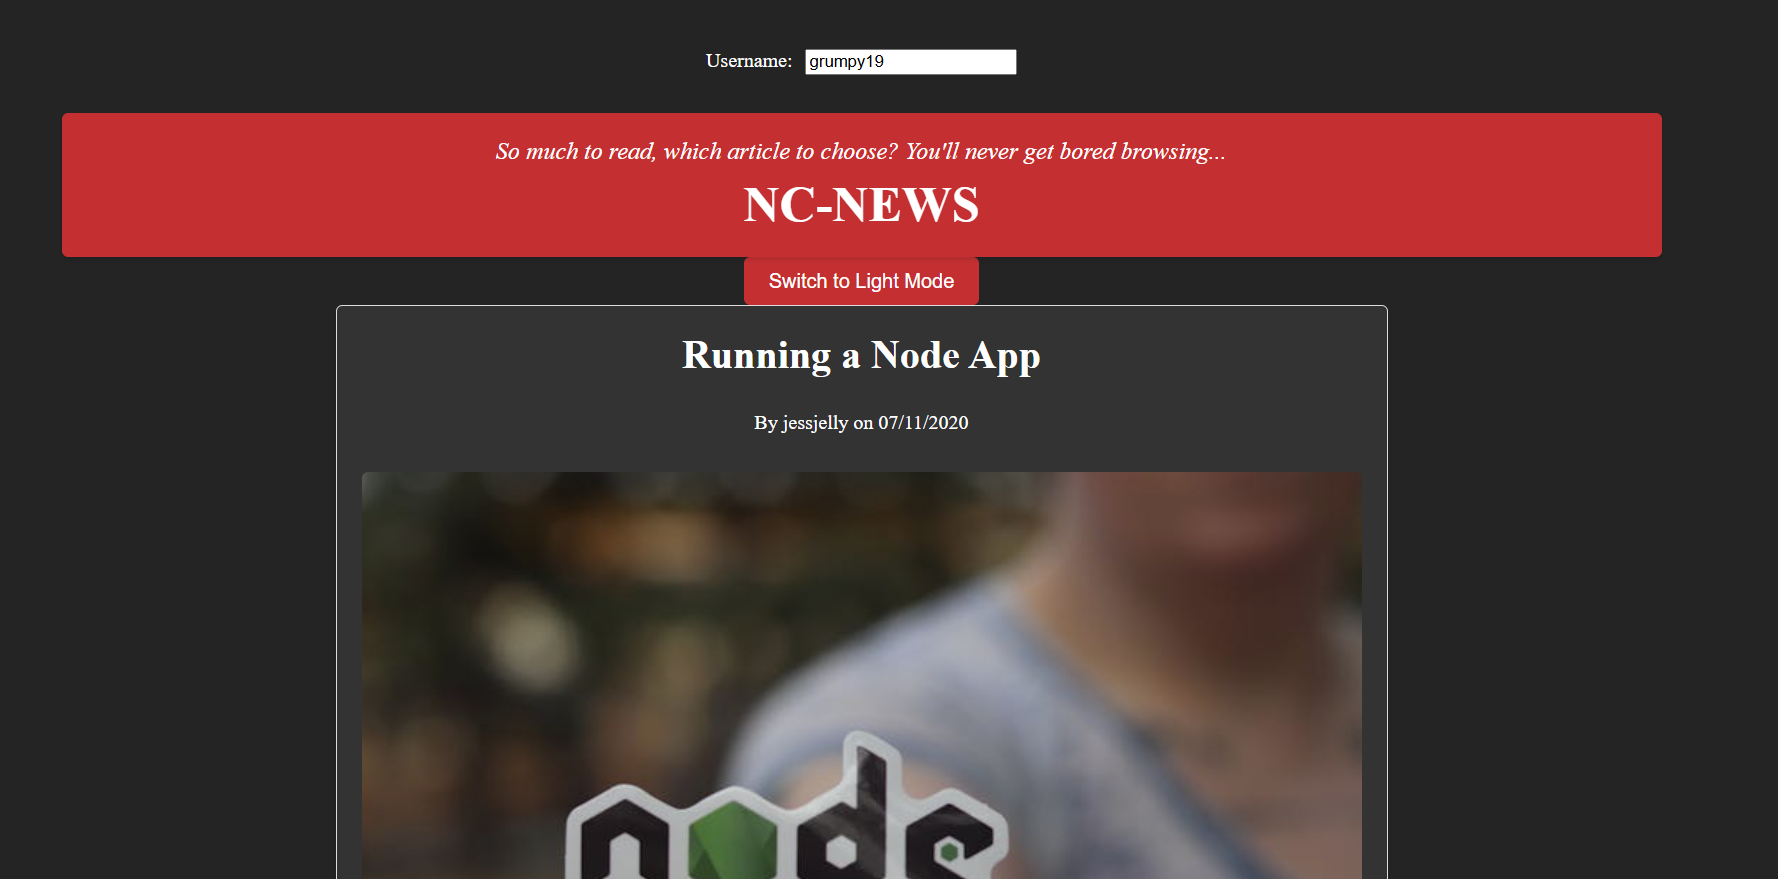 Username: grumpy19
So much to read, which article to choose? You'll never get bored browsing...
NC-NEWS
Switch to Light Mode
Running a Node App
By jessjelly on 07/11/2020
node